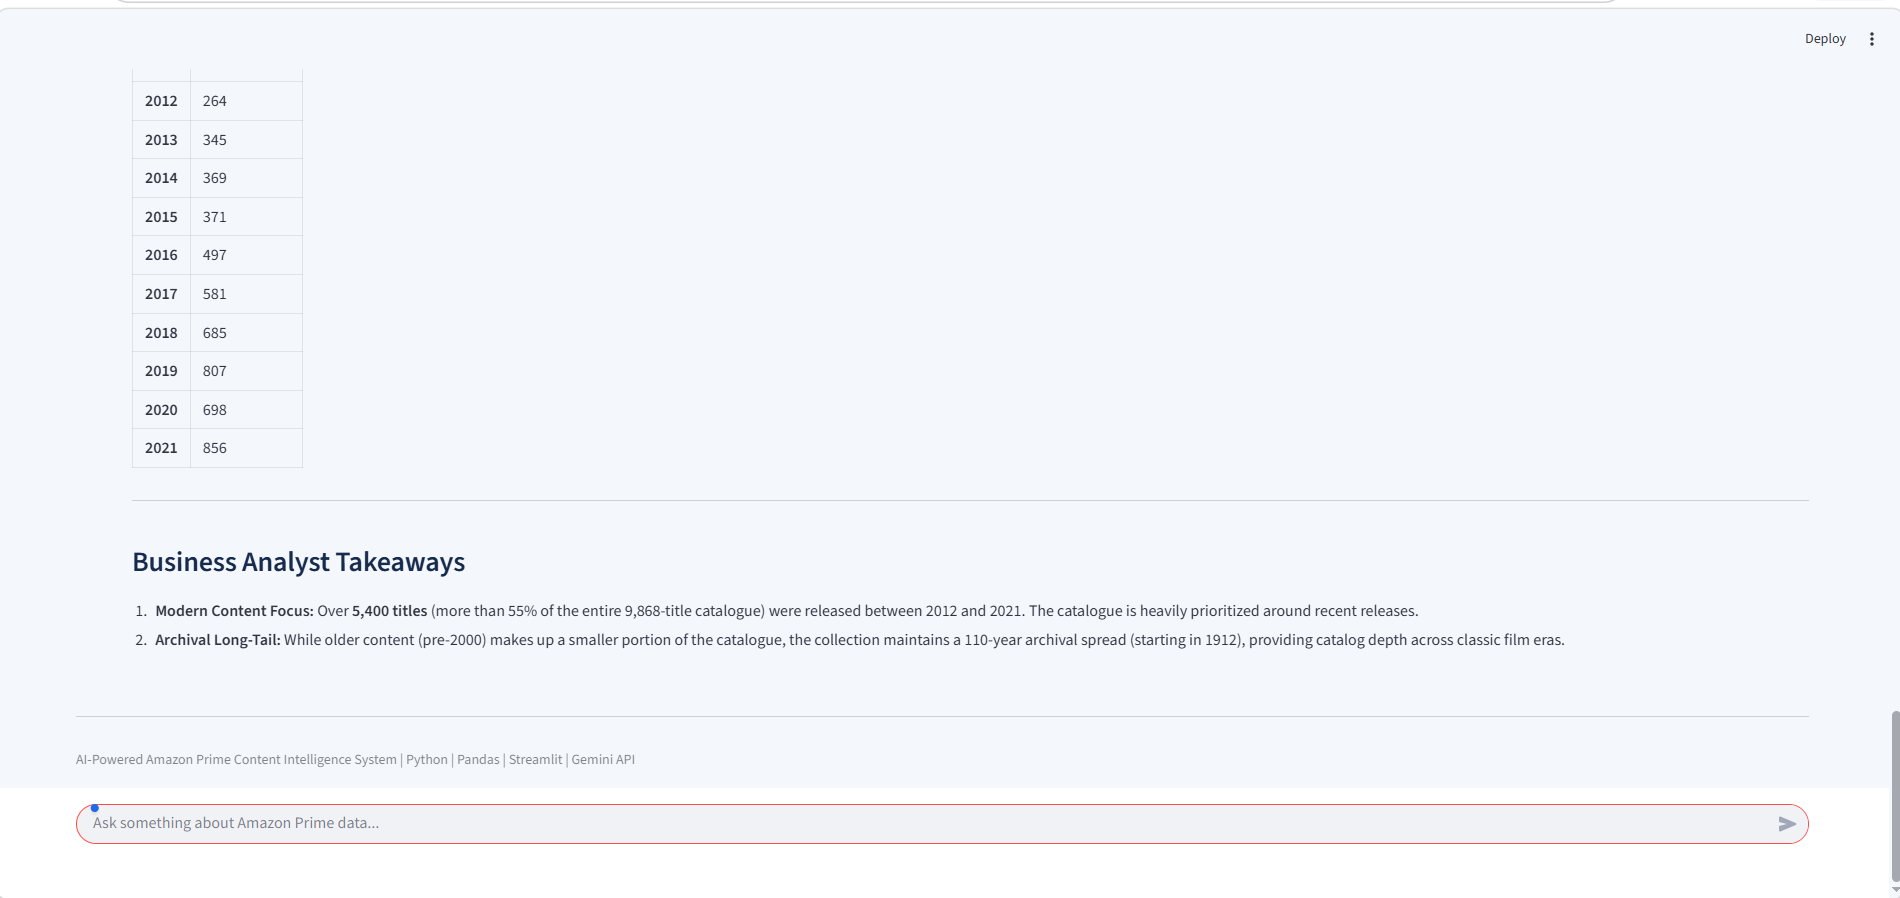 Deploy
2012 264
2013 345
2014 369
2015 371
2016 497
2017 581
2018 685
2019 807
2020 698
2021 856
Business Analyst Takeaways
1. Modern Content Focus: Over 5,400 titles (more than 55% of the entire 9,868-title catalogue) were released between 2012 and 2021. The catalogue is heavily prioritized around recent releases.
2. Archival Long-Tail: While older content (pre-2000) makes up a smaller portion of the catalogue, the collection maintains a 110-year archival spread (starting in 1912), providing catalog depth across classic film eras.
AI-Powered Amazon Prime Content Intelligence System | Python | Pandas | Streamlit | Gemini API
Ask something about Amazon Prime data...